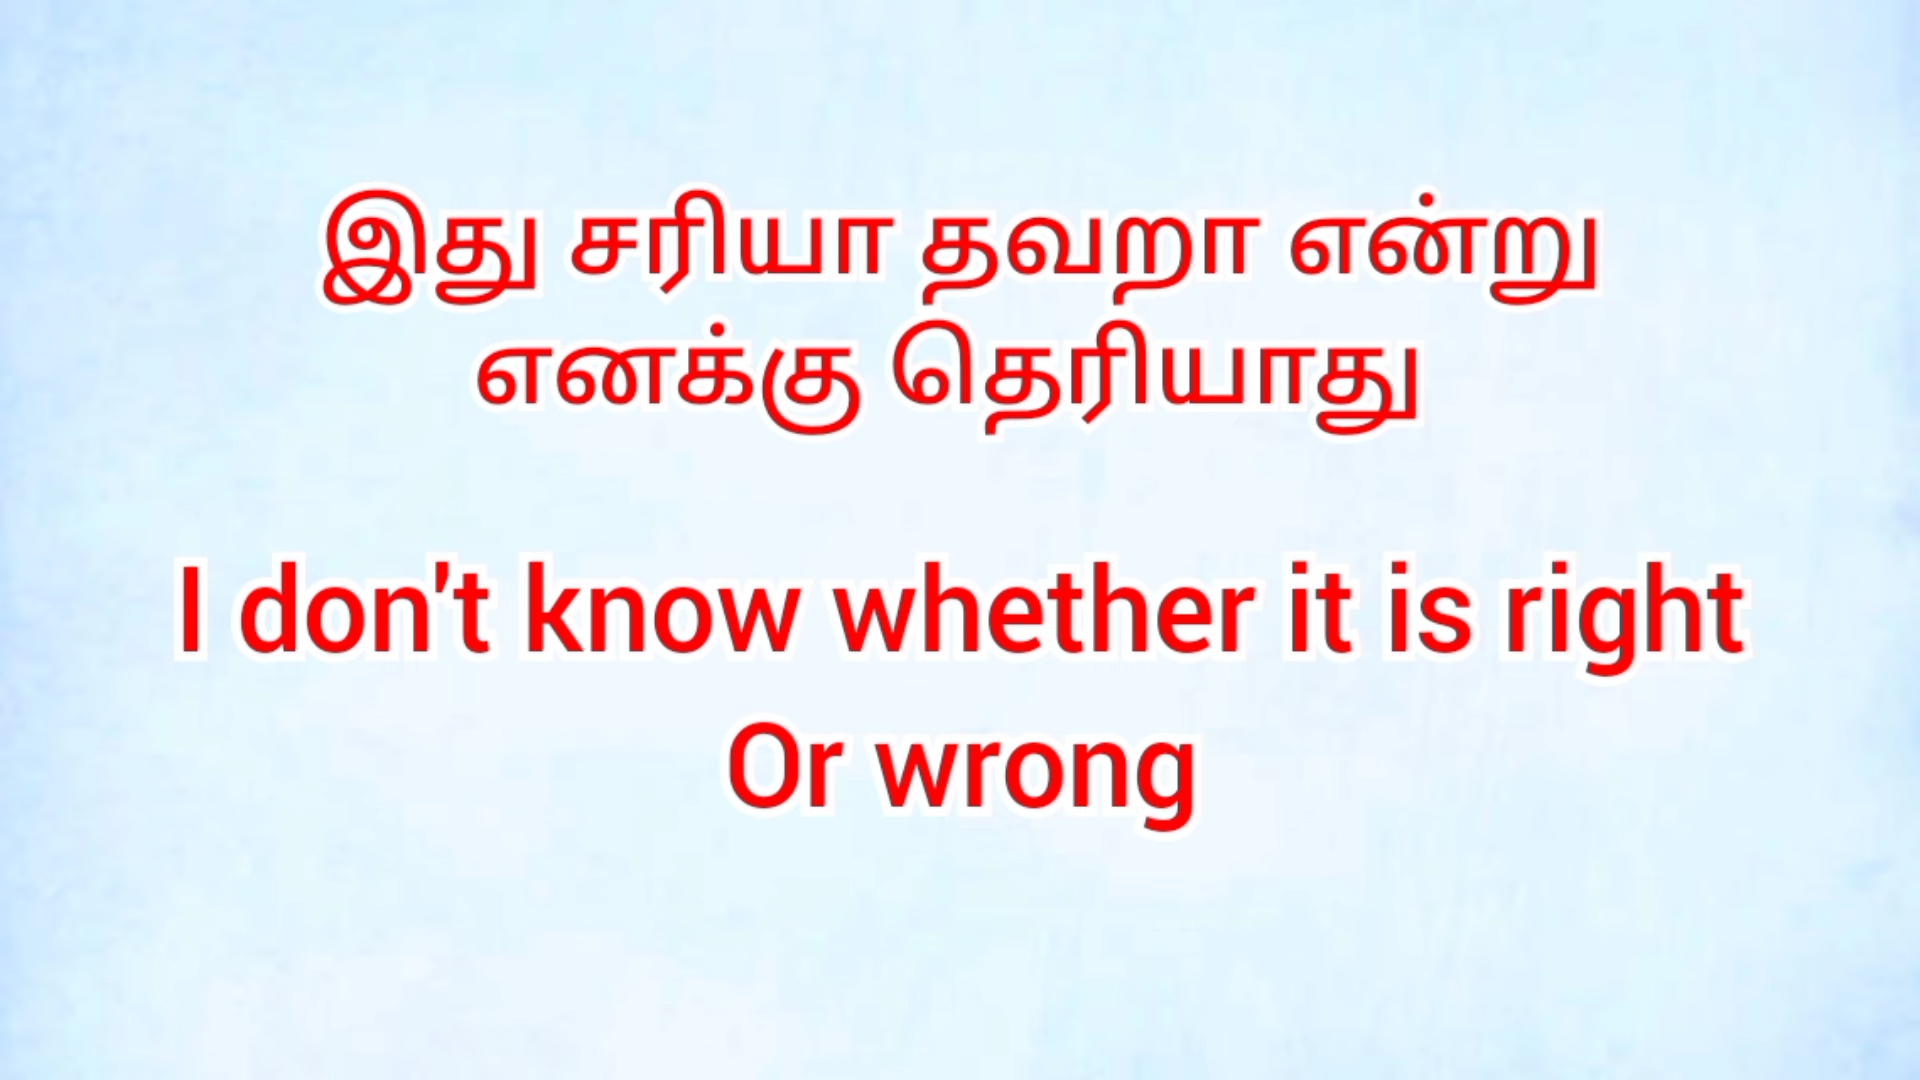 இது சரியா தவறா என்று
எனக்கு தெரியாது
I don't know whether it is right
Or wrong